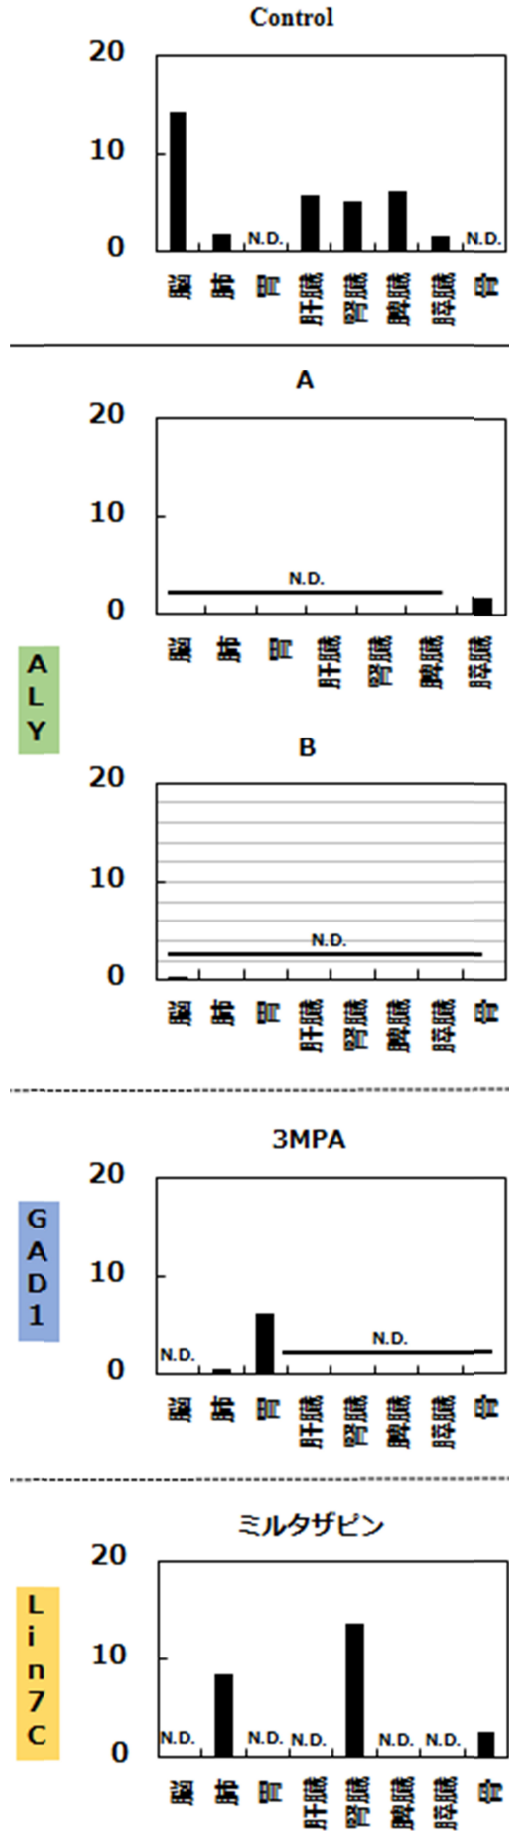 Control
20
10
0
N.D.
N.D.
脳
肺
胃
肝臓
腎臓
脾臓
膵臓
骨
A
20
10
0
N.D.
脳
肺
胃
肝臓
腎臓
脾臓
膵臓
ALY
B
20
10
0
N.D.
脳
肺
胃
肝臓
腎臓
脾臓
膵臓
骨
3MPA
GAD1
20
10
0
N.D.
N.D.
脳
肺
胃
肝臓
腎臓
脾臓
膵臓
骨
ミルタザピン
Lin7C
20
10
0
N.D.
N.D.
N.D.
N.D.
N.D.
脳
肺
胃
肝臓
腎臓
脾臓
膵臓
骨